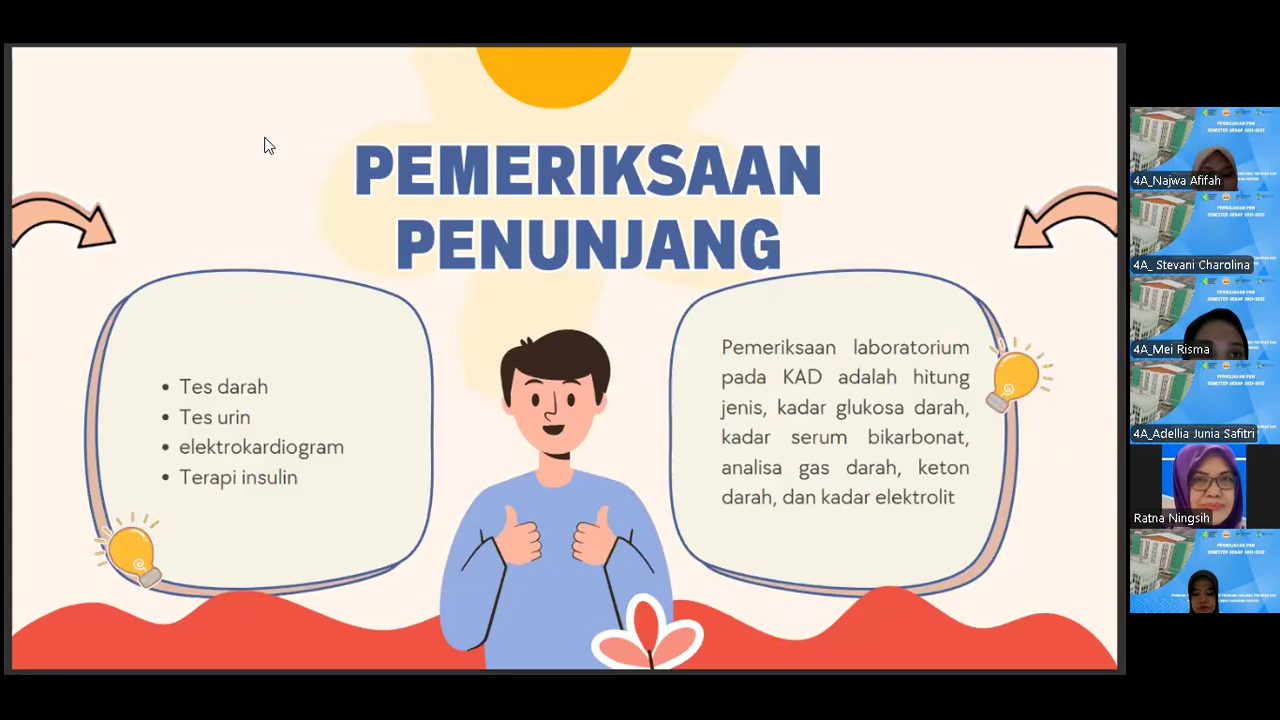 PEMERIKSAAN
PENUNJANG
Tes darah
Tes urin
elektrokardiogram
Terapi insulin
Pemeriksaan laboratorium
pada KAD adalah hitung
jenis, kadar glukosa darah,
kadar serum bikarbonat,
analisa gas darah, keton
darah, dan kadar elektrolit
4A_Najwa Afifah
4A_ Stevani Charolina
4A_Mei Risma
4A_Adellia Junia Safitri
Ratna Ningsih